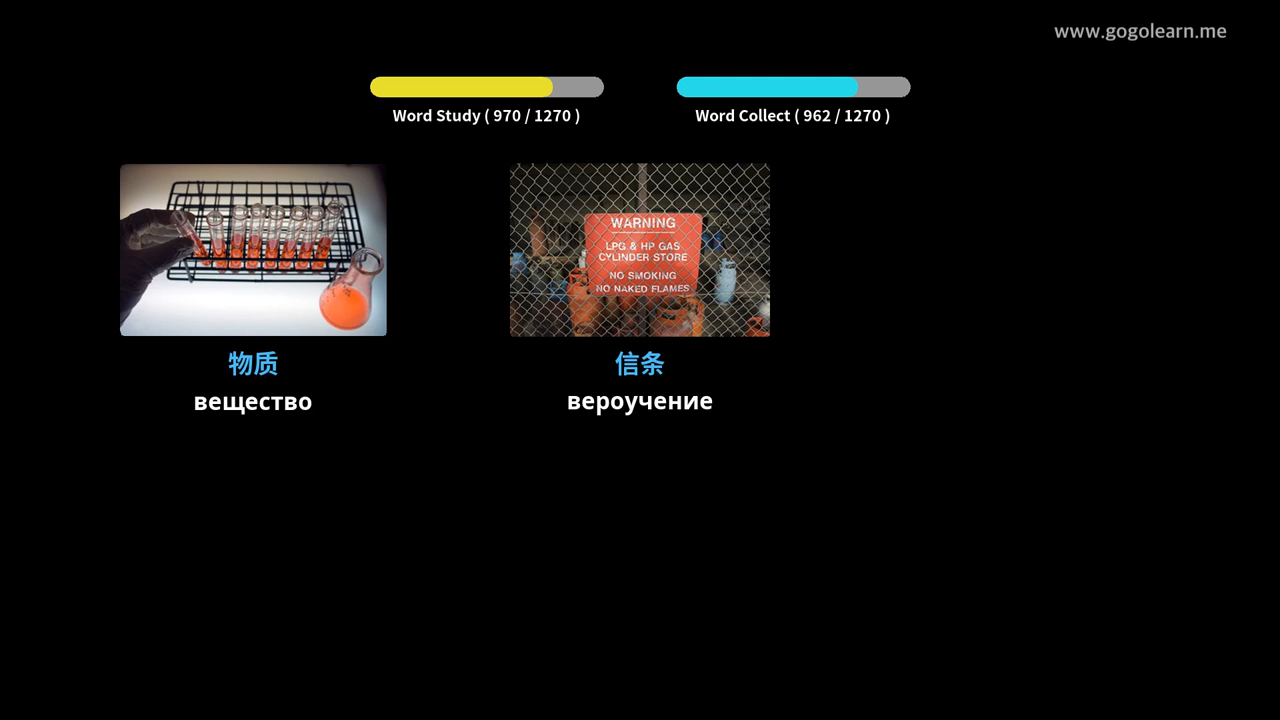 www.gogolearn.me
Word Study ( 970 / 1270 )
Word Collect ( 962 / 1270 )
WARNING
LPG & HP GAS
CYLINDER STORE
NO SMOKING
NO NAKED FLAMES
物质
вещество
信条
вероучение